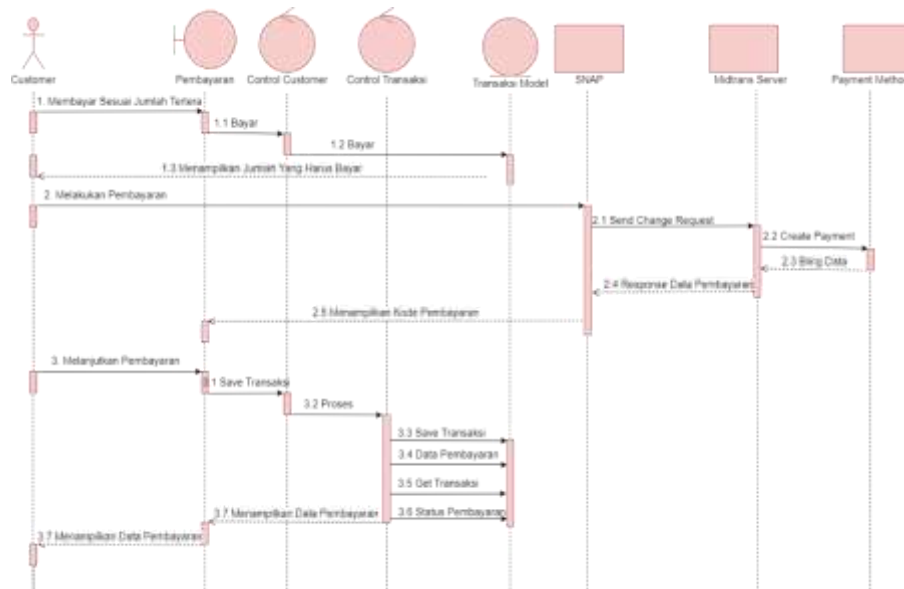 Customer
Pembayaran
Control Customer
Control Transaksi
Transaksi Model
SNAP
Midtrans Server
Payment Metho
1. Membayar Sesuai Jumlah Tertera
1.1 Bayar
1.2 Bayar
1.3 Menampilkan Jumlah Yang Harus Bayar
2. Melakukan Pembayaran
2.1 Send Change Request
2.2 Create Payment
2.3 Biling Data
2.4 Response Data Pembayaran
2.5 Menampilkan Kode Pembayaran
3. Melanjutkan Pembayaran
3.1 Save Transaksi
3.2 Proses
3.3 Save Transaksi
3.4 Data Pembayaran
3.5 Get Transaksi
3.6 Status Pembayaran
3.7 Menampilkan Data Pembayaran
3.7 Menampilkan Data Pembayaran